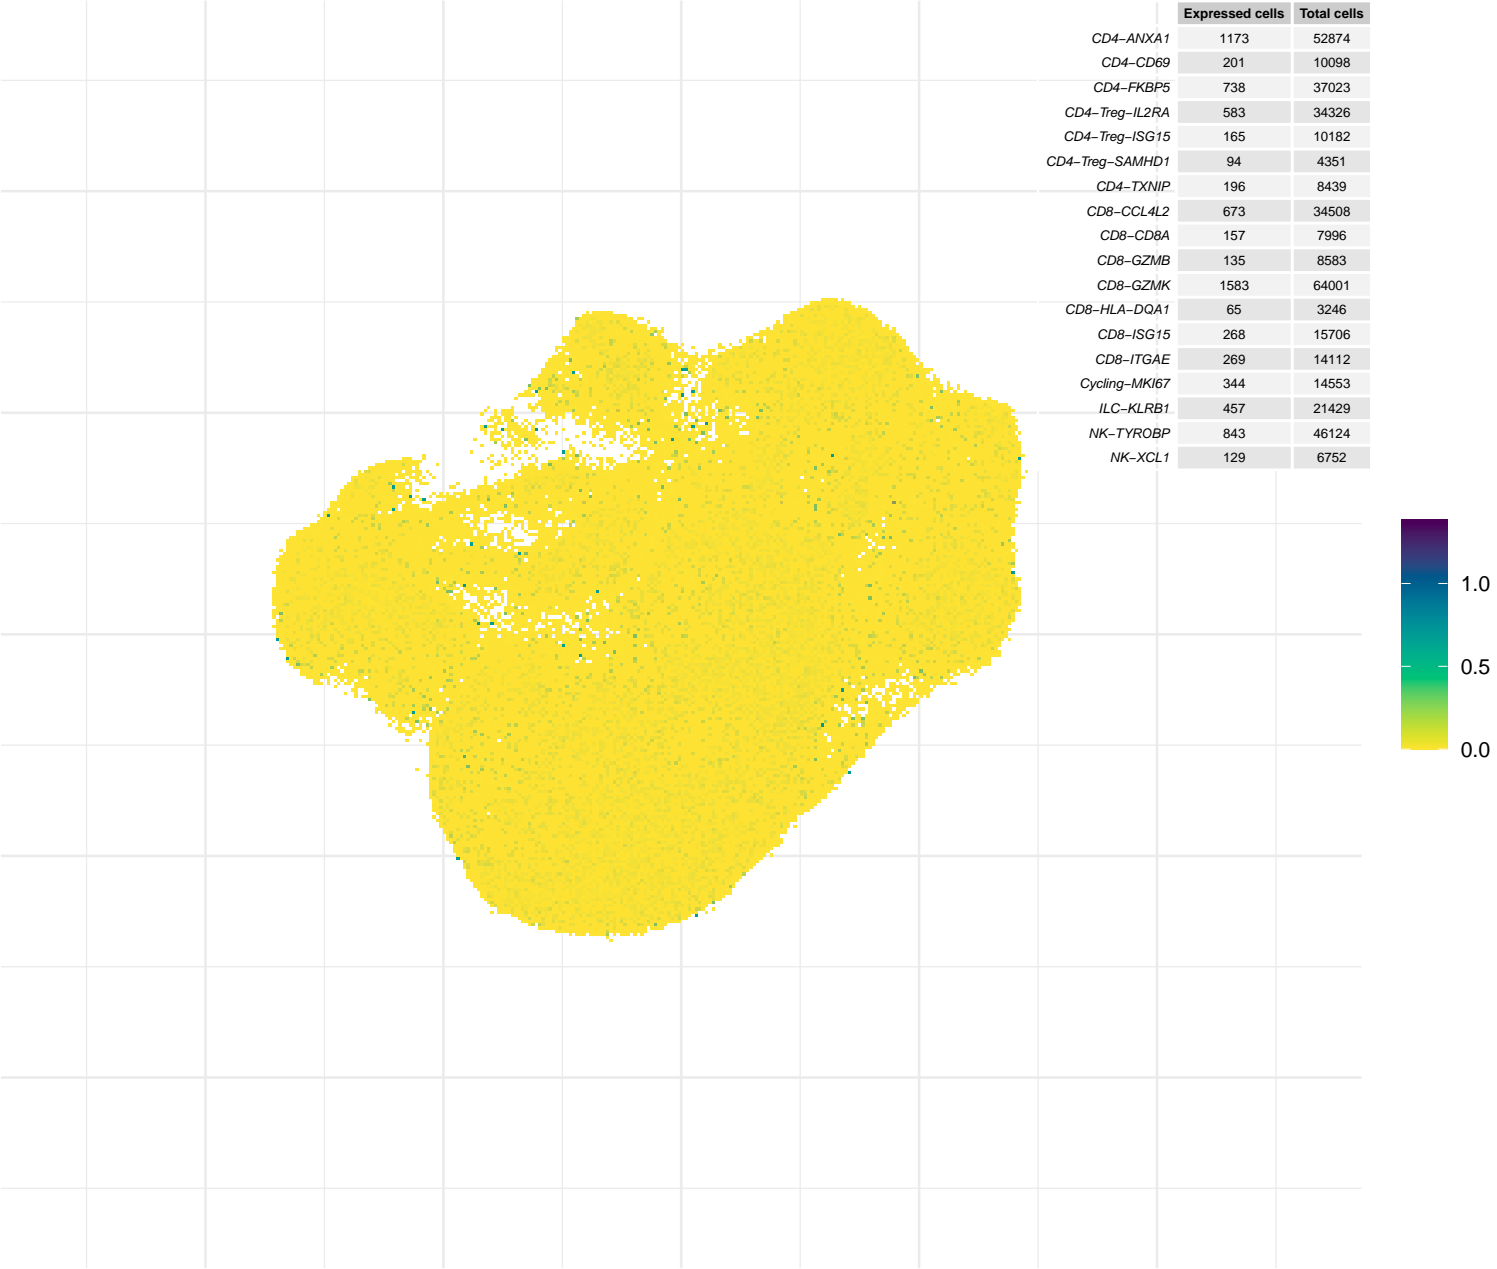 Expressed cells Total cells
CD4−ANXA1 1173 52874
CD4−CD69 201 10098
CD4−FKBP5 738 37023
CD4−Treg−IL2RA 583 34326
CD4−Treg−ISG15 165 10182
CD4−Treg−SAMHD1 94 4351
CD4−TXNIP 196 8439
CD8−CCL4L2 673 34508
CD8−CD8A 157 7996
CD8−GZMB 135 8583
CD8−GZMK 1583 64001
CD8−HLA−DQA1 65 3246
CD8−ISG15 268 15706
CD8−ITGAE 269 14112
Cycling−MKI67 344 14553
ILC−KLRB1 457 21429
NK−TYROBP 843 46124
NK−XCL1 129 6752
1.0
0.5
0.0